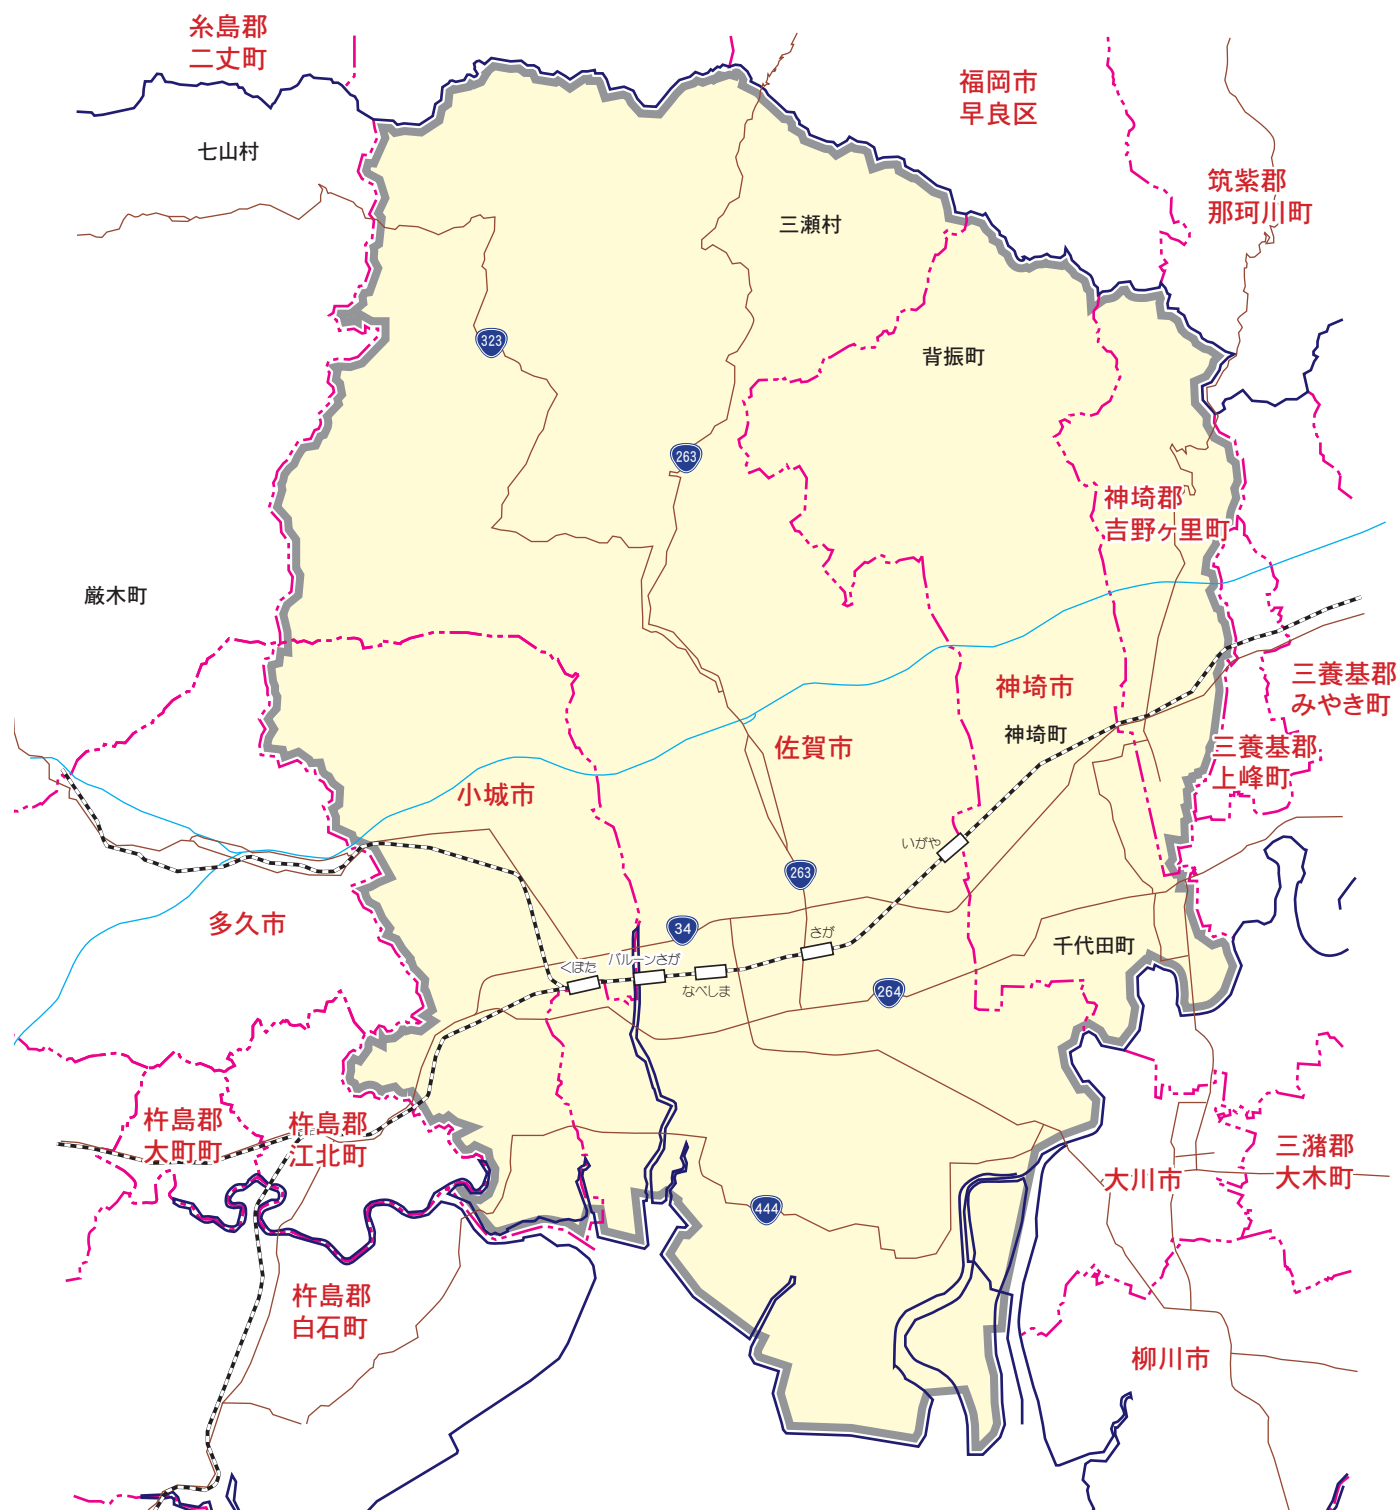 糸島郡
二丈町
福岡市
早良区
七山村
筑紫郡
那珂川町
三瀬村
323
背振町
263
神埼郡
吉野ヶ里町
厳木町
三養基郡
みやき町
神埼市
神埼町
佐賀市
三養基郡
上峰町
小城市
いがや
263
多久市
34
さが
千代田町
くぼた
バルーンさが
なべしま
264
杵島郡
大町町
杵島郡
江北町
三潴郡
大木町
大川市
444
杵島郡
白石町
柳川市